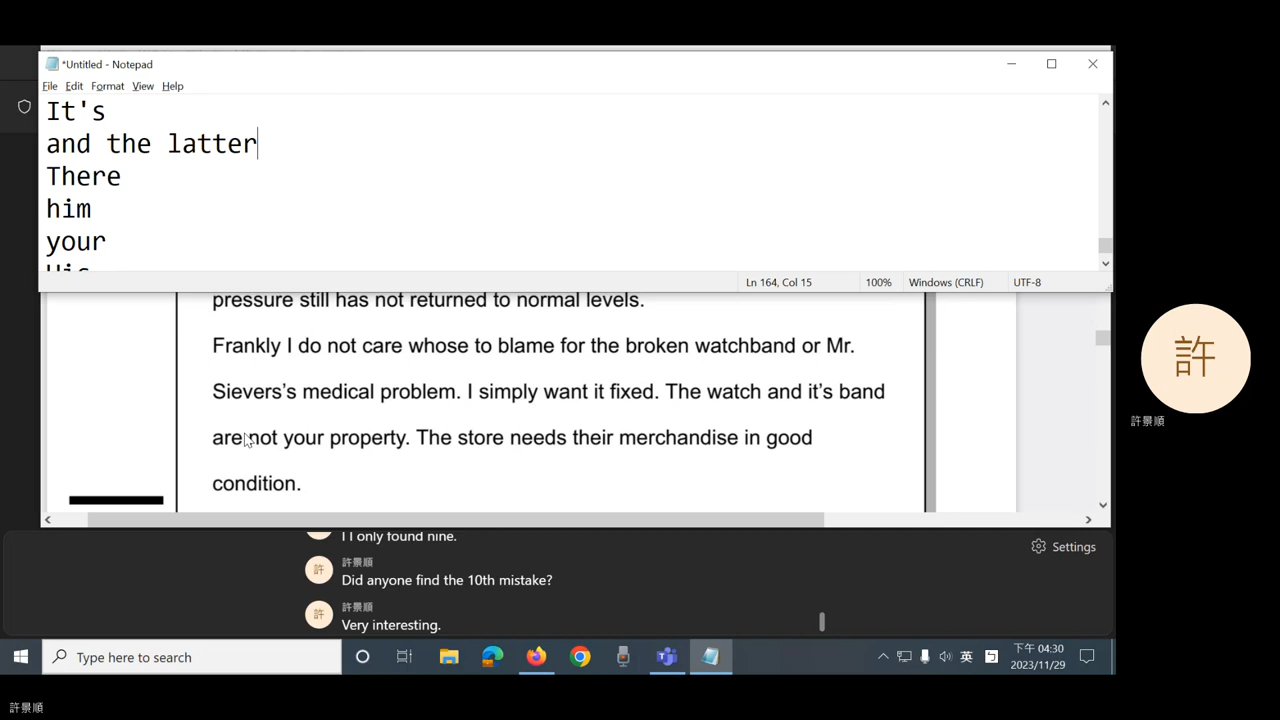 *Untitled - Notepad
File Edit Format View Help
It's
and the latter
There
him
your
His
Ln 164, Col 15 100% Windows (CRLF) UTF-8
pressure still has not returned to normal levels.
Frankly I do not care whose to blame for the broken watchband or Mr.
Sievers's medical problem. I simply want it fixed. The watch and it's band
are not your property. The store needs their merchandise in good
condition.
許
許景順
I I only found nine.
Settings
許景順
許
Did anyone find the 10th mistake?
許景順
許
Very interesting.
Type here to search
英
下午 04:30
2023/11/29
許景順